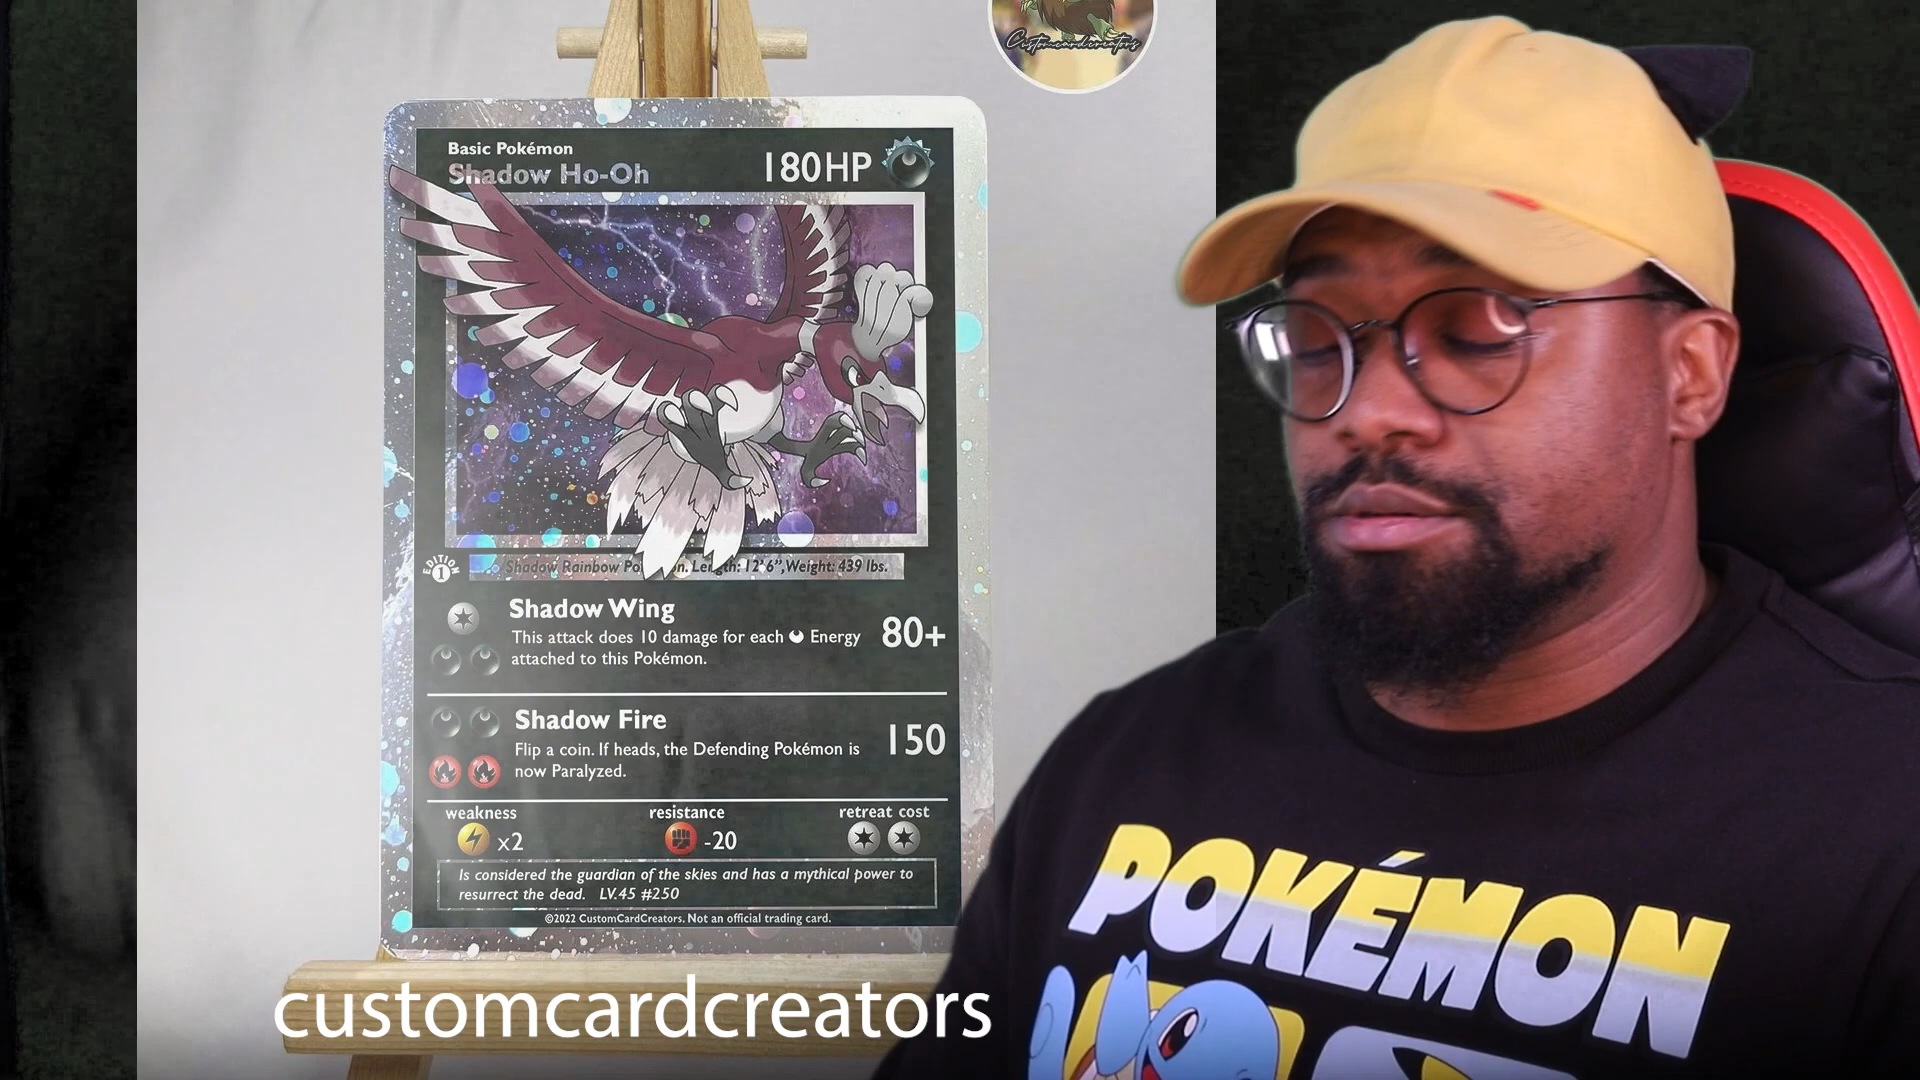 Customcardcreators
Basic Pokémon
Shadow Ho-Oh
180HP
EDITION
1
Shadow Rainbow Length: 12'6", Weight: 439 lbs.
Shadow Wing
This attack does 10 damage for each Energy
attached to this Pokémon.
80+
Shadow Fire
Flip a coin. If heads, the Defending Pokémon is
now Paralyzed.
150
weakness
resistance
retreat cost
x2
-20
Is considered the guardian of the skies and has a mythical power to
resurrect the dead. LV.45 #250
©2022 CustomCardCreators. Not an official trading card.
customcardcreators
POKÉMON